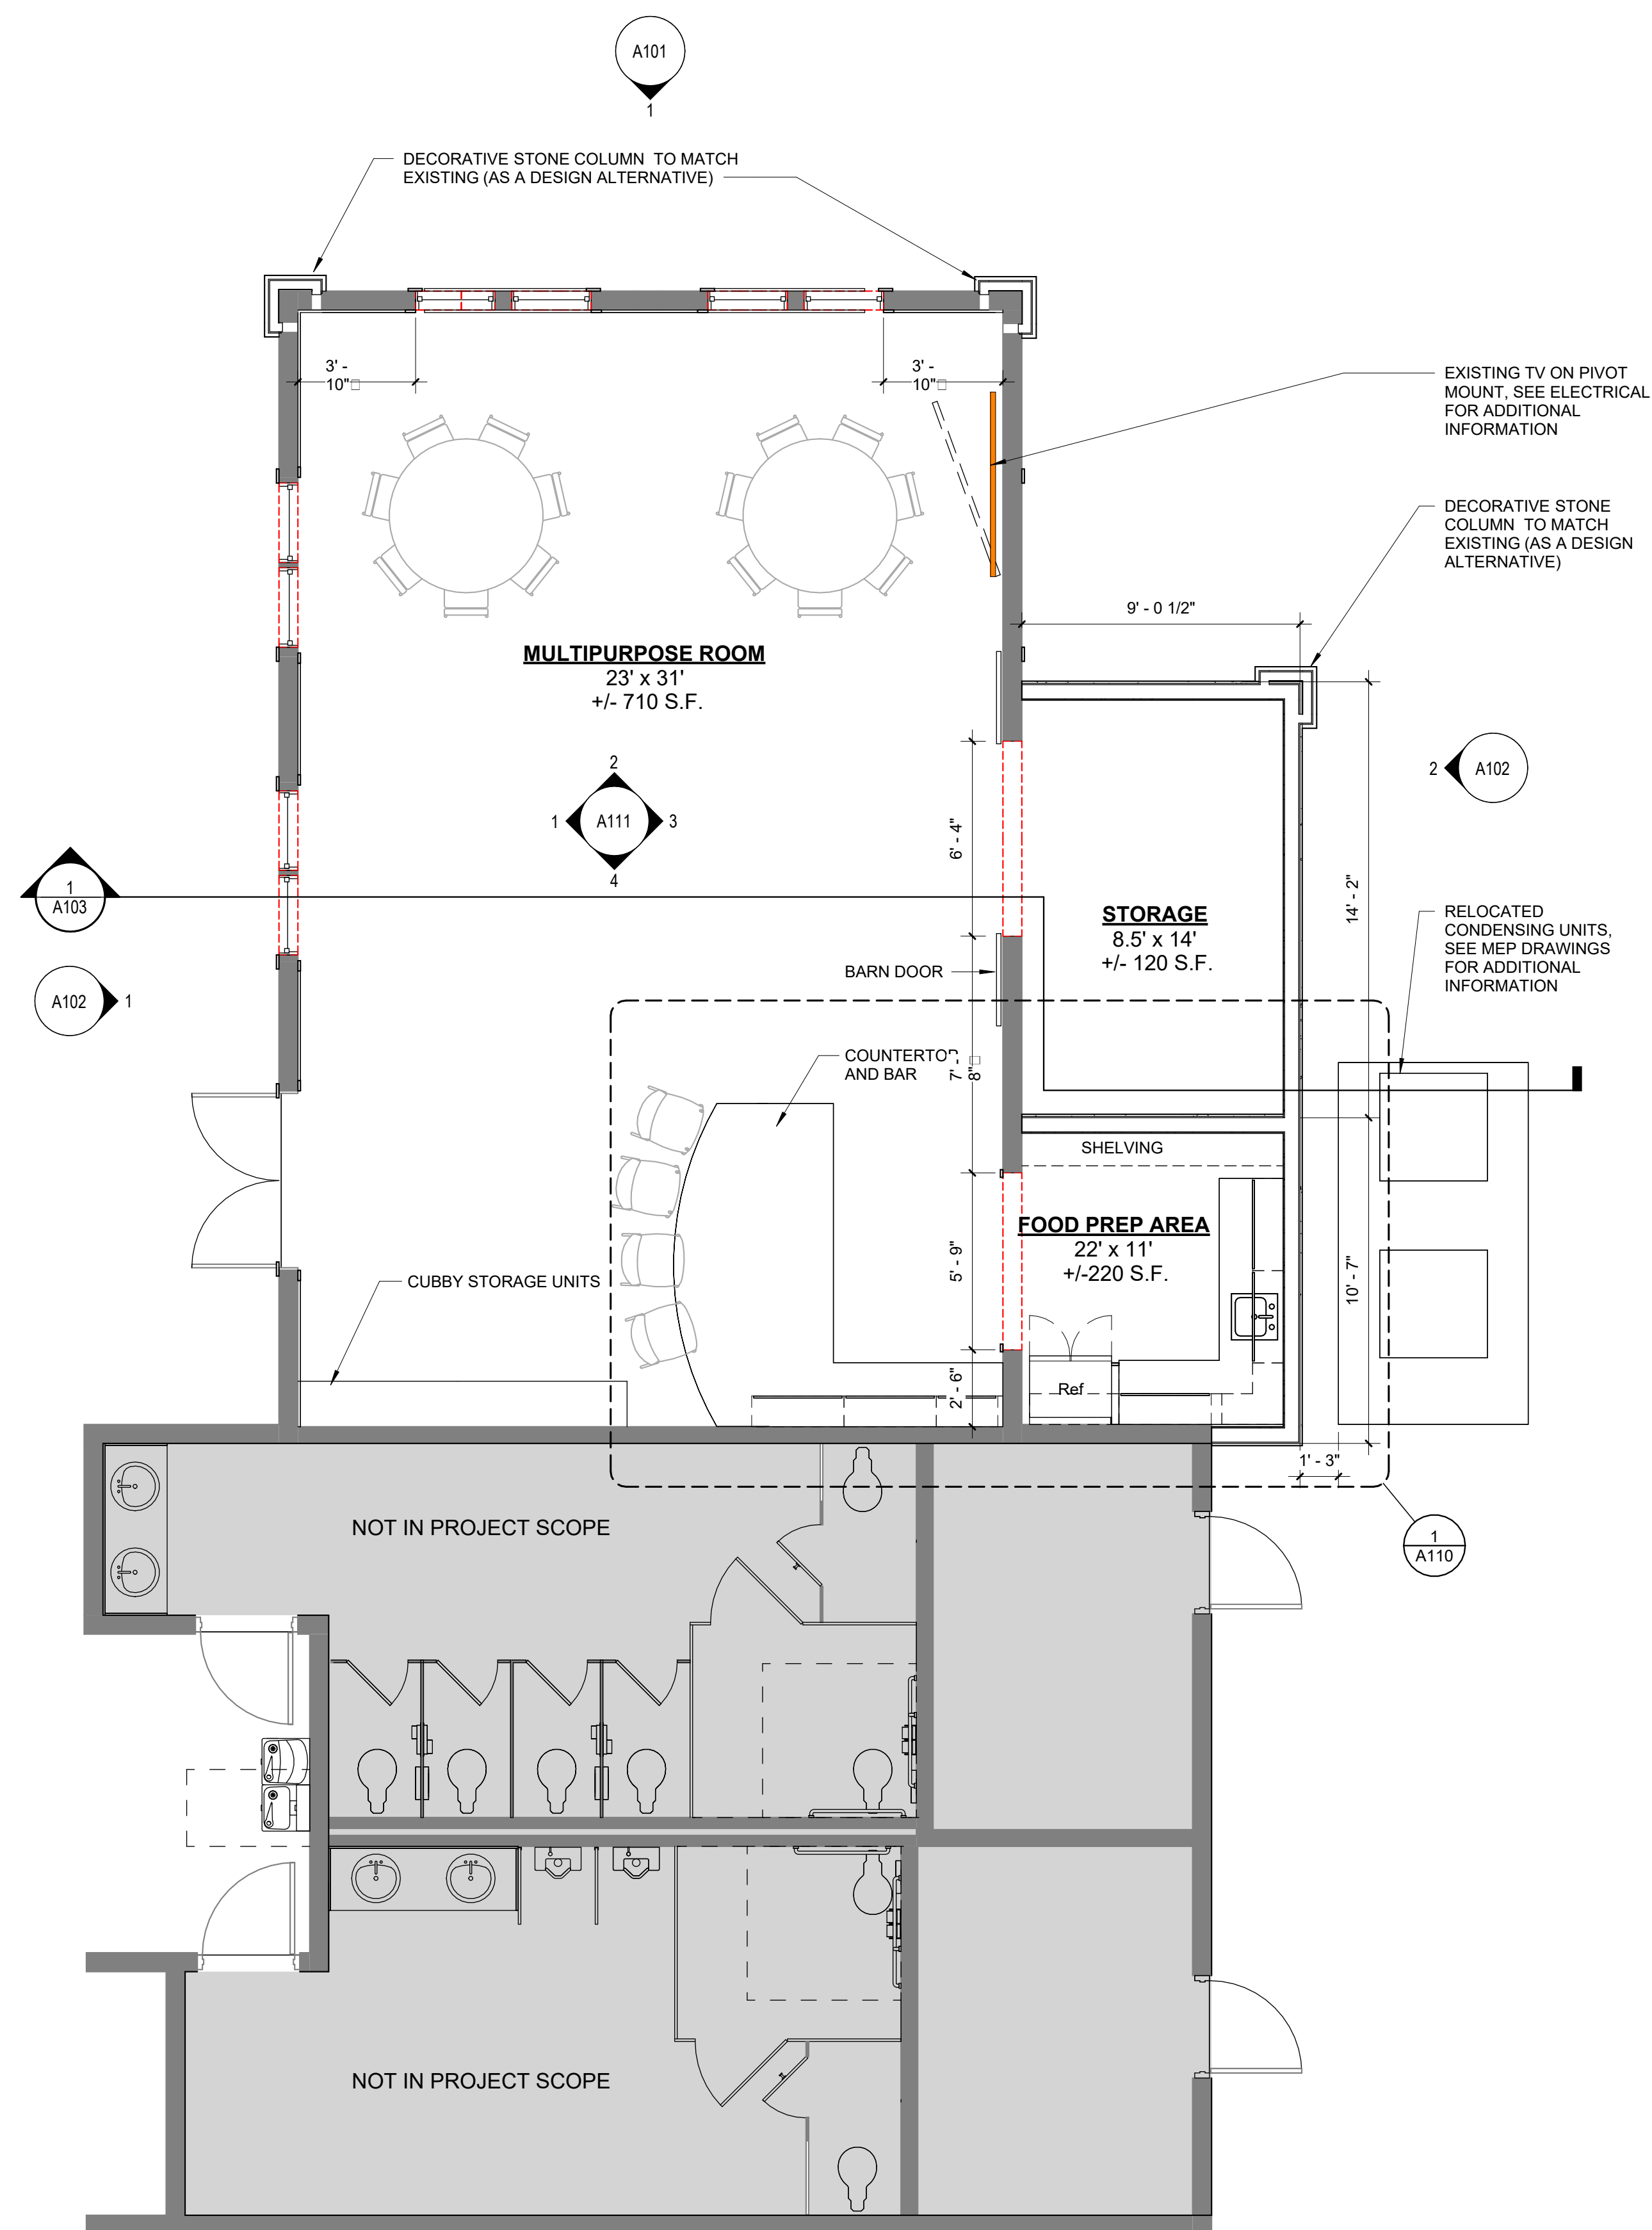 A101
1
DECORATIVE STONE COLUMN TO MATCH
EXISTING (AS A DESIGN ALTERNATIVE)
3' -
10"
3' -
10"
EXISTING TV ON PIVOT
MOUNT, SEE ELECTRICAL
FOR ADDITIONAL
INFORMATION
DECORATIVE STONE
COLUMN TO MATCH
EXISTING (AS A DESIGN
ALTERNATIVE)
9' - 0 1/2"
MULTIPURPOSE ROOM
23' x 31'
+/- 710 S.F.
2
A102
2
1
A111
3
4
6' - 4"
1
A103
14' - 2"
STORAGE
8.5' x 14'
+/- 120 S.F.
RELOCATED
CONDENSING UNITS,
SEE MEP DRAWINGS
FOR ADDITIONAL
INFORMATION
BARN DOOR
A102
1
COUNTERTOP
AND BAR
7' -
8"
SHELVING
FOOD PREP AREA
22' x 11'
+/-220 S.F.
5' - 9"
10' - 7"
CUBBY STORAGE UNITS
2' - 6"
Ref
1' - 3"
NOT IN PROJECT SCOPE
1
A110
NOT IN PROJECT SCOPE